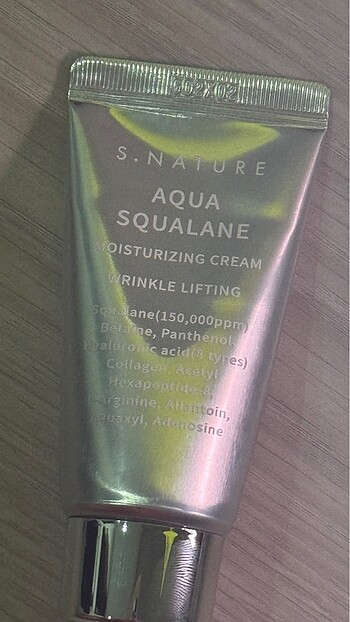 S.NATURE
AQUA
SQUALANE
MOISTURIZING CREAM
WRINKLE LIFTING
Squalane(150,000ppm)
Betaine, Panthenol,
Hyaluronic acid(8 types)
Collagen, Acetyl
Hexapeptide-8,
L-Arginine, Allantoin,
Aquaxyl, Adenosine